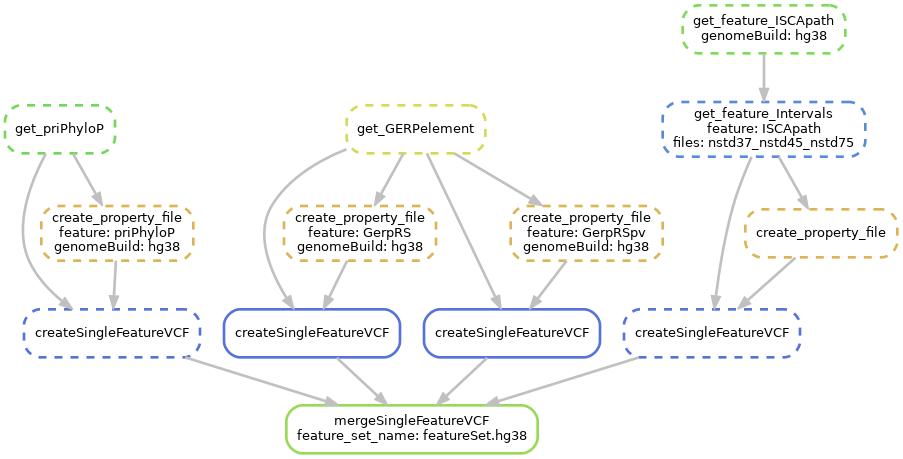 get_feature_ISCApath
genomeBuild: hg38
get_priPhyloP
get_GERPelement
get_feature_Intervals
feature: ISCApath
files: nstd37_nstd45_nstd75
create_property_file
feature: priPhyloP
genomeBuild: hg38
create_property_file
feature: GerpRS
genomeBuild: hg38
create_property_file
feature: GerpRSpv
genomeBuild: hg38
create_property_file
createSingleFeatureVCF
createSingleFeatureVCF
createSingleFeatureVCF
createSingleFeatureVCF
mergeSingleFeatureVCF
feature_set_name: featureSet.hg38